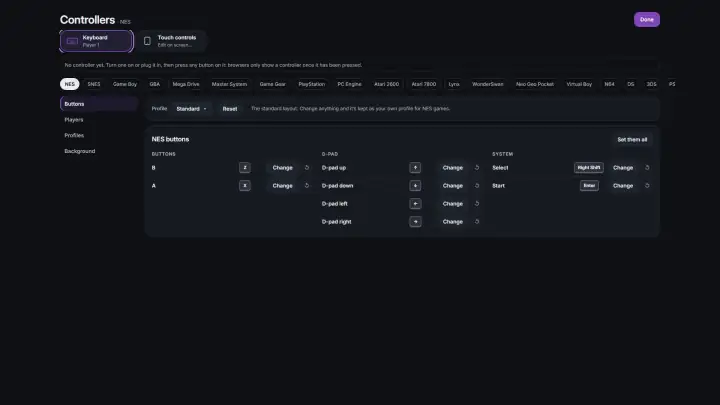 Controllers NES
Done
Keyboard
Player 1
Touch controls
Edit on screen...
No controller yet. Turn one on or plug it in, then press any button on it: browsers only show a controller once it has been pressed.
NES SNES Game Boy GBA Mega Drive Master System Game Gear PlayStation PC Engine Atari 2600 Atari 7800 Lynx WonderSwan Neo Geo Pocket Virtual Boy N64 DS 3DS PS
Buttons
Players
Profiles
Background
Profile Standard Reset The standard layout. Change anything and it's kept as your own profile for NES games.
NES buttons
Set them all
BUTTONS
B Z Change
A X Change
D-PAD
D-pad up ↑ Change
D-pad down ↓ Change
D-pad left ← Change
D-pad right → Change
SYSTEM
Select Right Shift Change
Start Enter Change